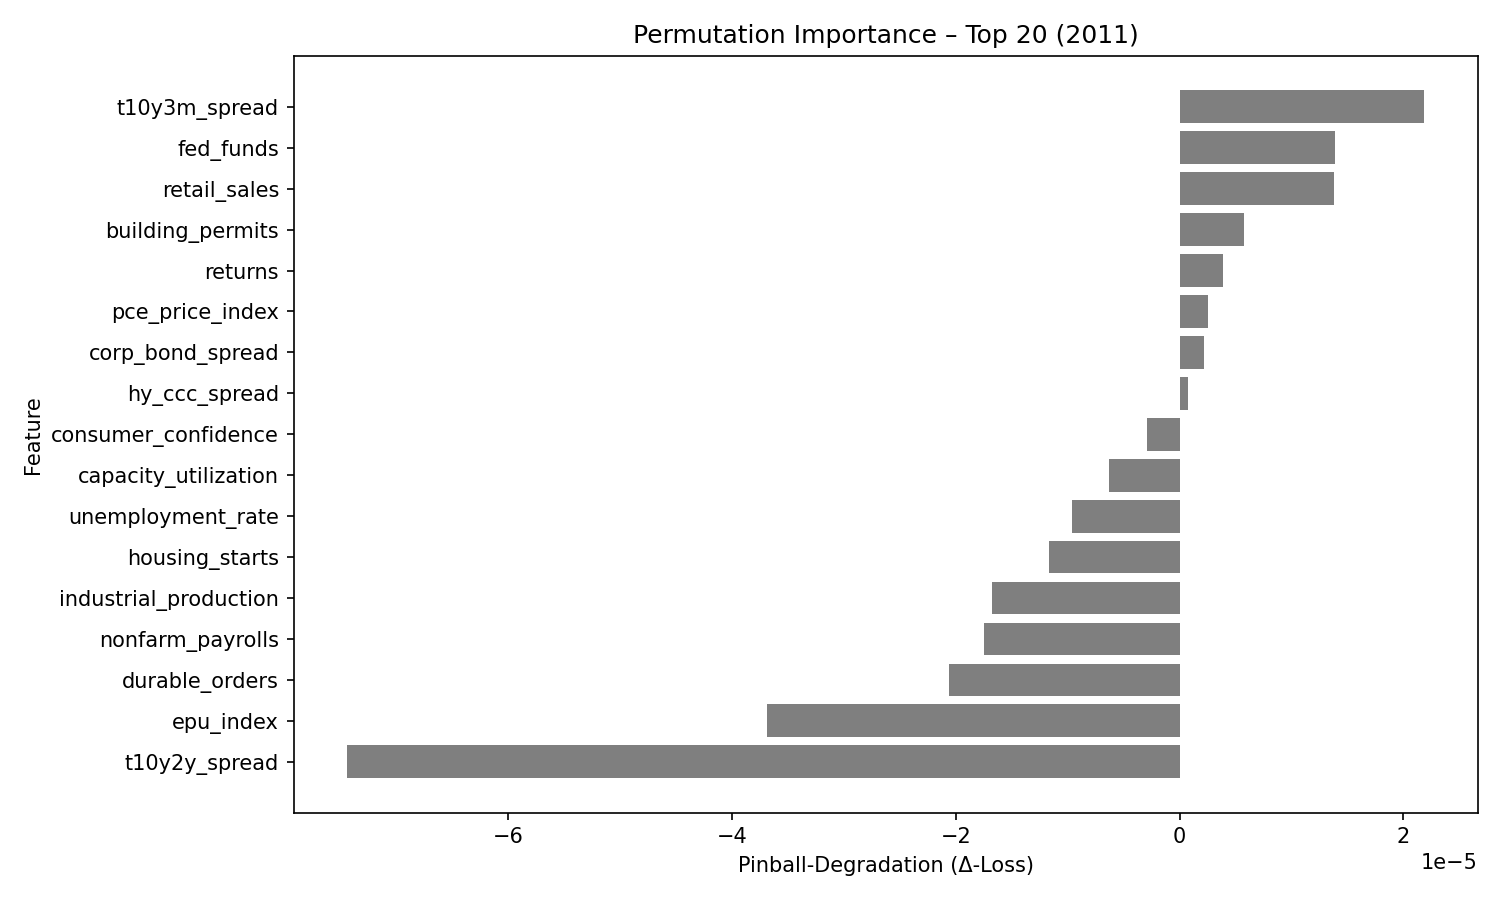 Permutation Importance – Top 20 (2011)
Feature
t10y3m_spread
fed_funds
retail_sales
building_permits
returns
pce_price_index
corp_bond_spread
hy_ccc_spread
consumer_confidence
capacity_utilization
unemployment_rate
housing_starts
industrial_production
nonfarm_payrolls
durable_orders
epu_index
t10y2y_spread
−6 −4 −2 0 2
1e−5
Pinball-Degradation (Δ-Loss)